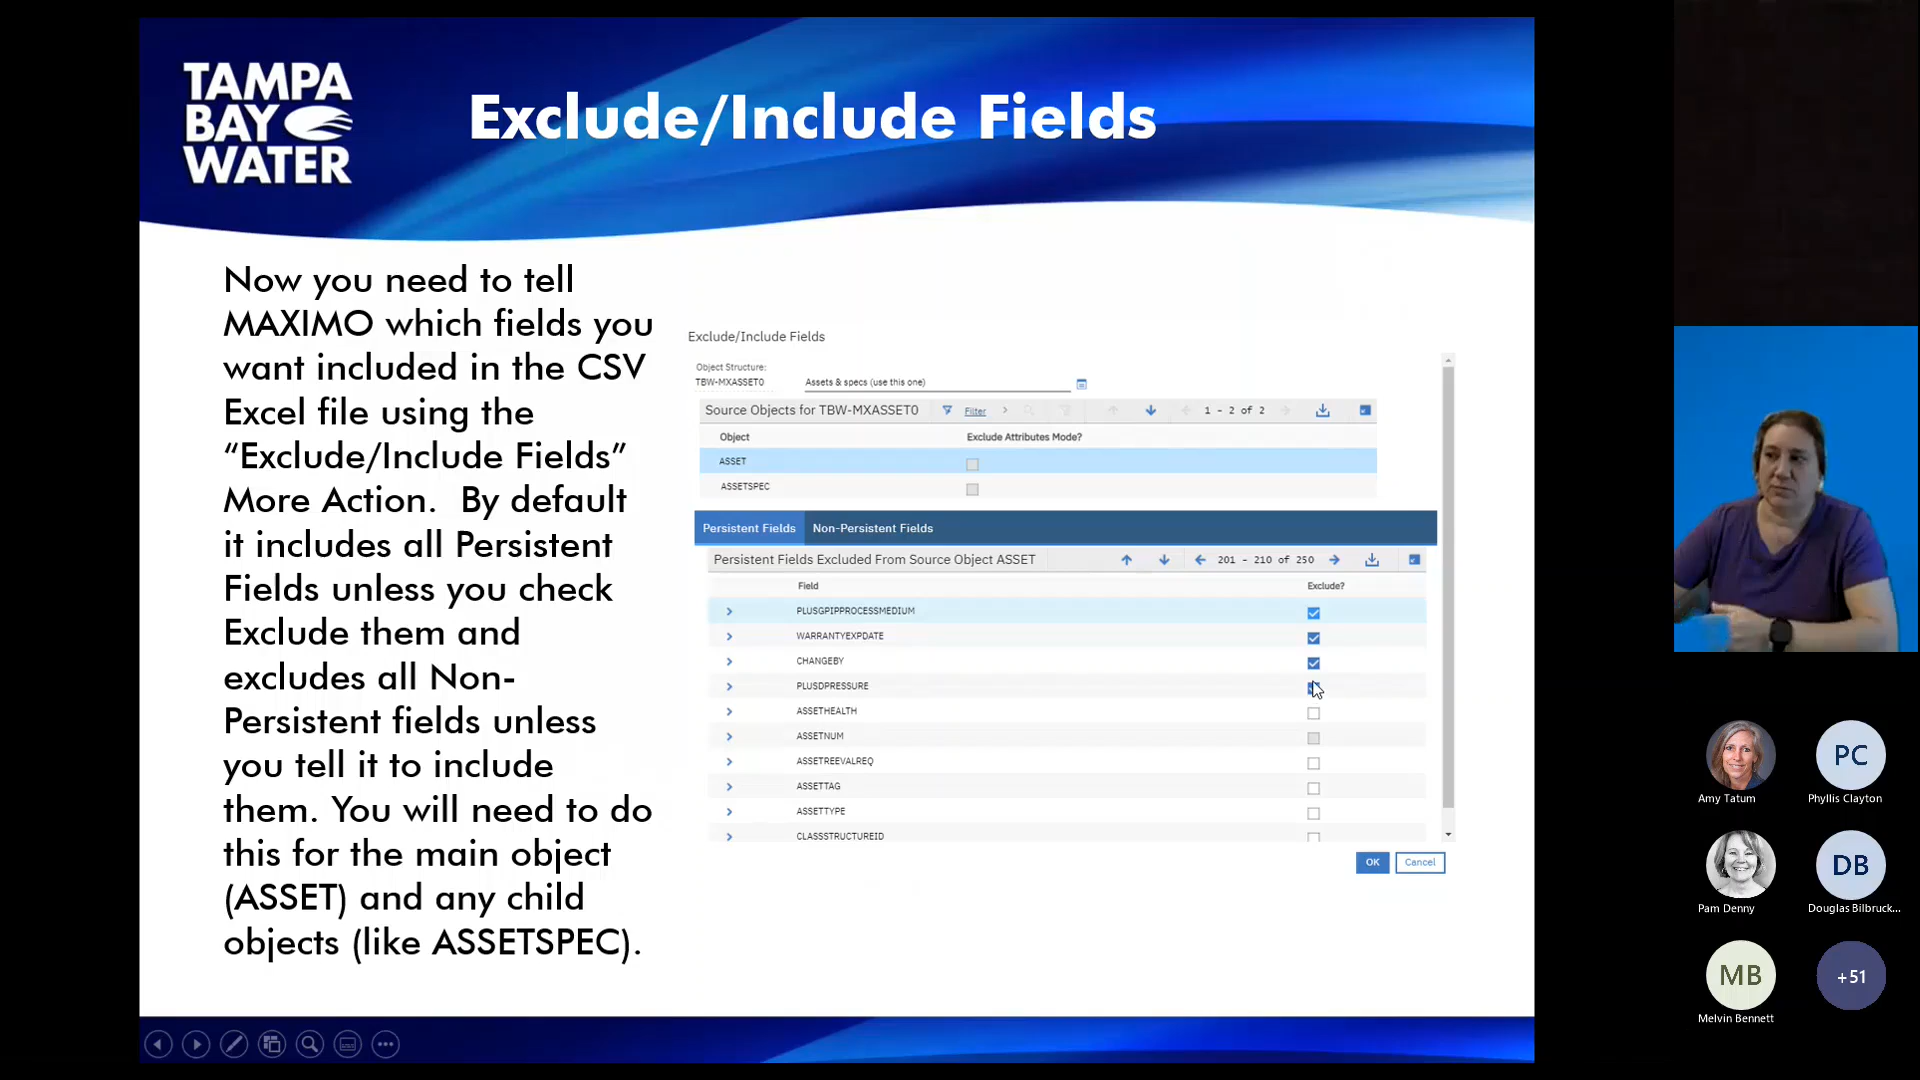 TAMPA
BAY
WATER
Exclude/Include Fields
Now you need to tell
MAXIMO which fields you
want included in the CSV
Excel file using the
“Exclude/Include Fields”
More Action.  By default
it includes all Persistent
Fields unless you check
Exclude them and
excludes all Non-
Persistent fields unless
you tell it to include
them. You will need to do
this for the main object
(ASSET) and any child
objects (like ASSETSPEC).
Exclude/Include Fields
Object Structure:
TBW-MXASSET0 Assets & specs (use this one)
Source Objects for TBW-MXASSET0 Filter 1 - 2 of 2
Object Exclude Attributes Mode?
ASSET
ASSETSPEC
Persistent Fields Non-Persistent Fields
Persistent Fields Excluded From Source Object ASSET 201 - 210 of 250
Field Exclude?
PLUSGPIPPROCESSMEDIUM
WARRANTYEXPDATE
CHANGEBY
PLUSDPRESSURE
ASSETHEALTH
ASSETNUM
ASSETREEVALREQ
ASSETTAG
ASSETTYPE
CLASSSTRUCTUREID
OK Cancel
Amy Tatum
PC
Phyllis Clayton
Pam Denny
DB
Douglas Bilbruck...
MB
Melvin Bennett
+51